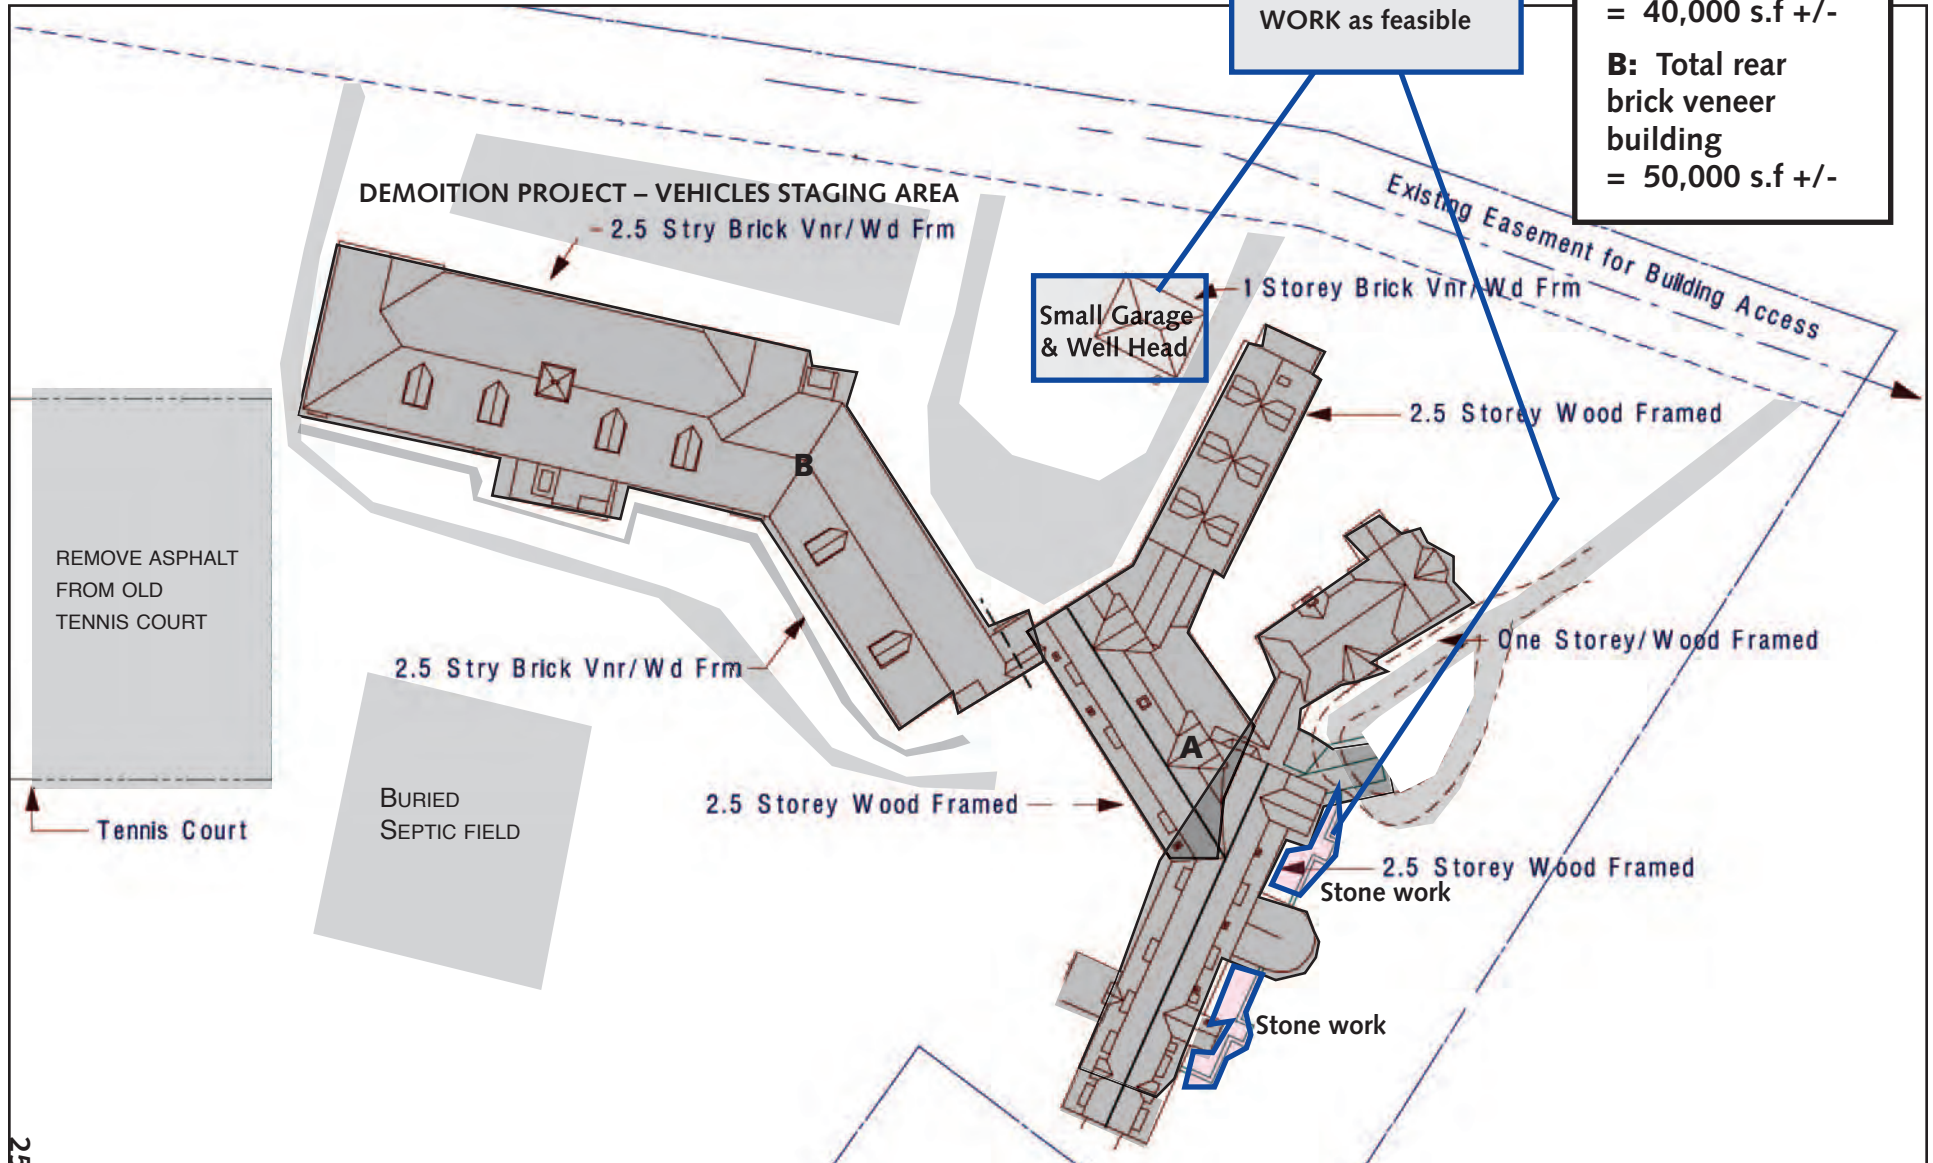 WORK as feasible
= 40,000 s.f +/-
B: Total rear
brick veneer
building
= 50,000 s.f +/-
DEMOITION PROJECT – VEHICLES STAGING AREA
2.5 Stry Brick Vnr/Wd Frm
Existing Easement for Building Access
1 Storey Brick Vnr/Wd Frm
Small Garage
& Well Head
2.5 Storey Wood Framed
B
REMOVE ASPHALT
FROM OLD
TENNIS COURT
One Storey/Wood Framed
2.5 Stry Brick Vnr/Wd Frm
A
BURIED
SEPTIC FIELD
2.5 Storey Wood Framed
Tennis Court
2.5 Storey Wood Framed
Stone work
Stone work